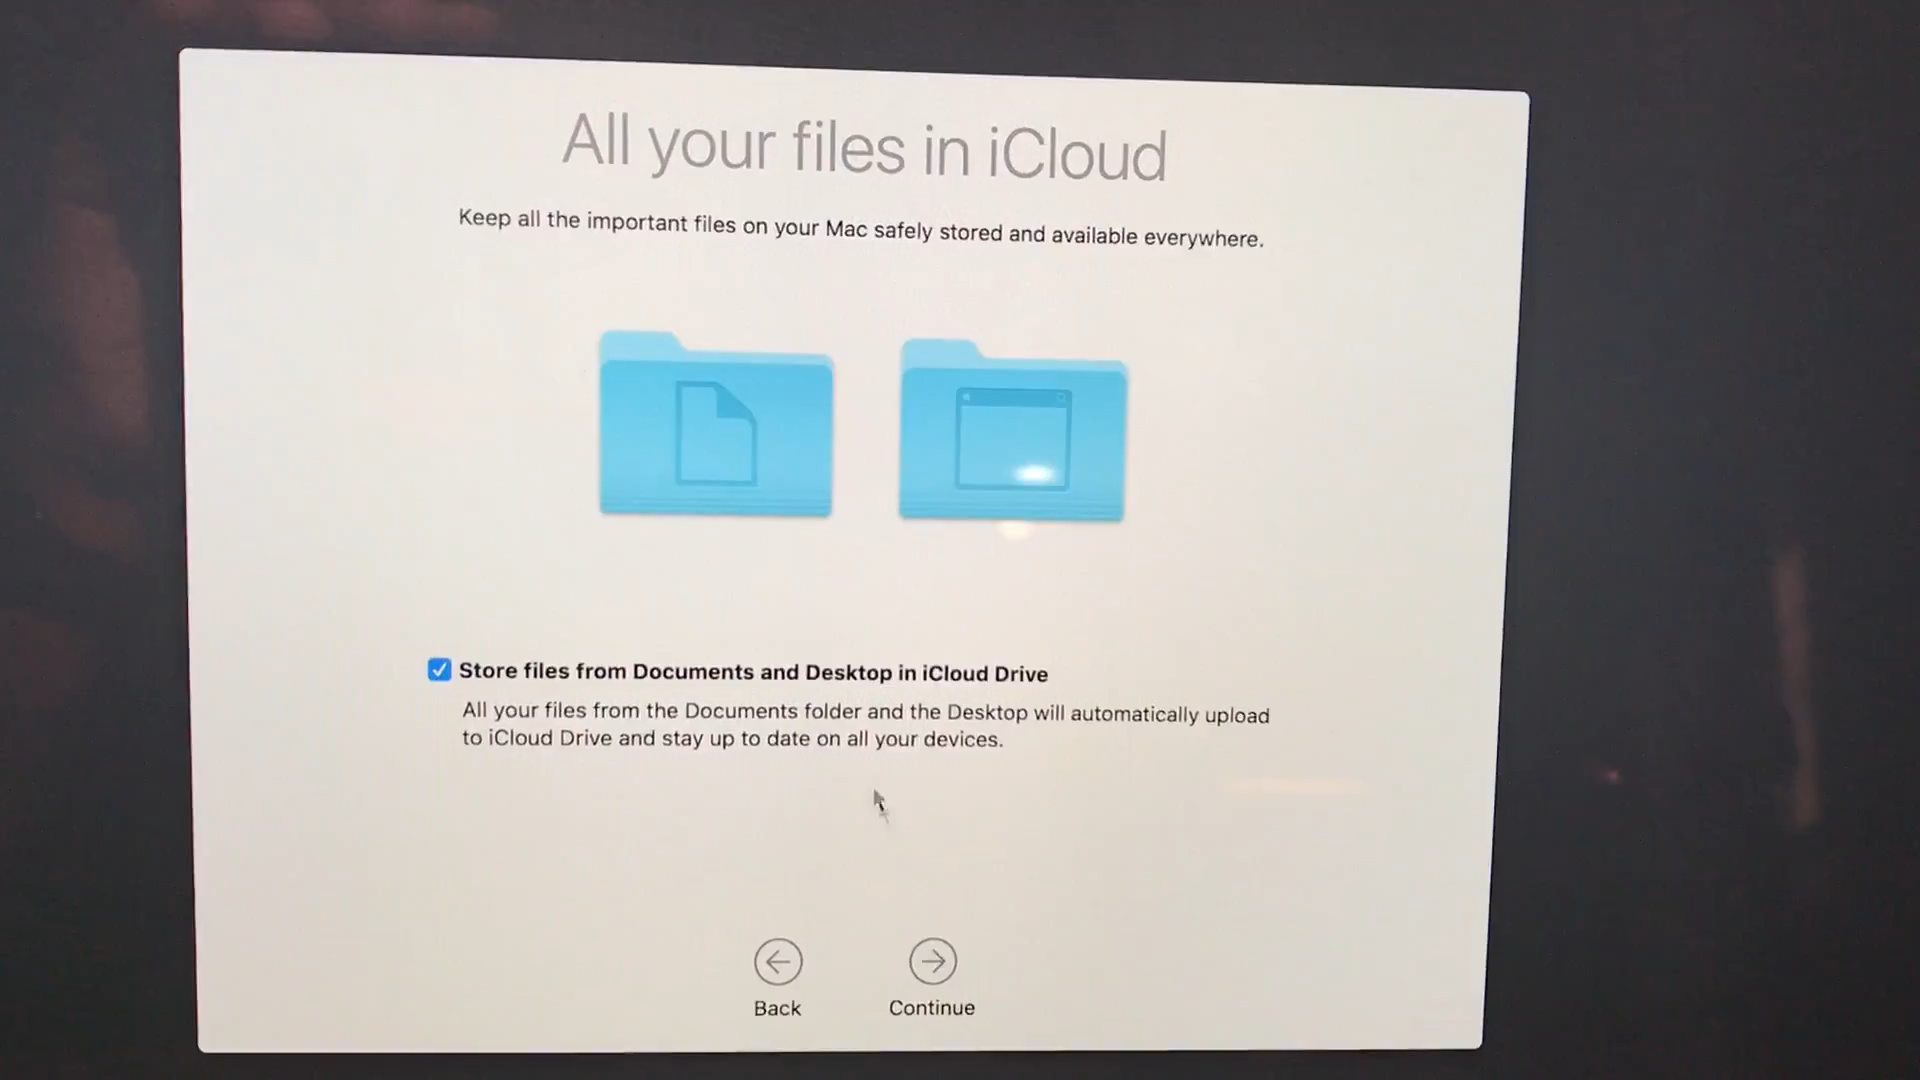 All your files in iCloud
Keep all the important files on your Mac safely stored and available everywhere.
Store files from Documents and Desktop in iCloud Drive
All your files from the Documents folder and the Desktop will automatically upload
to iCloud Drive and stay up to date on all your devices.
Back
Continue